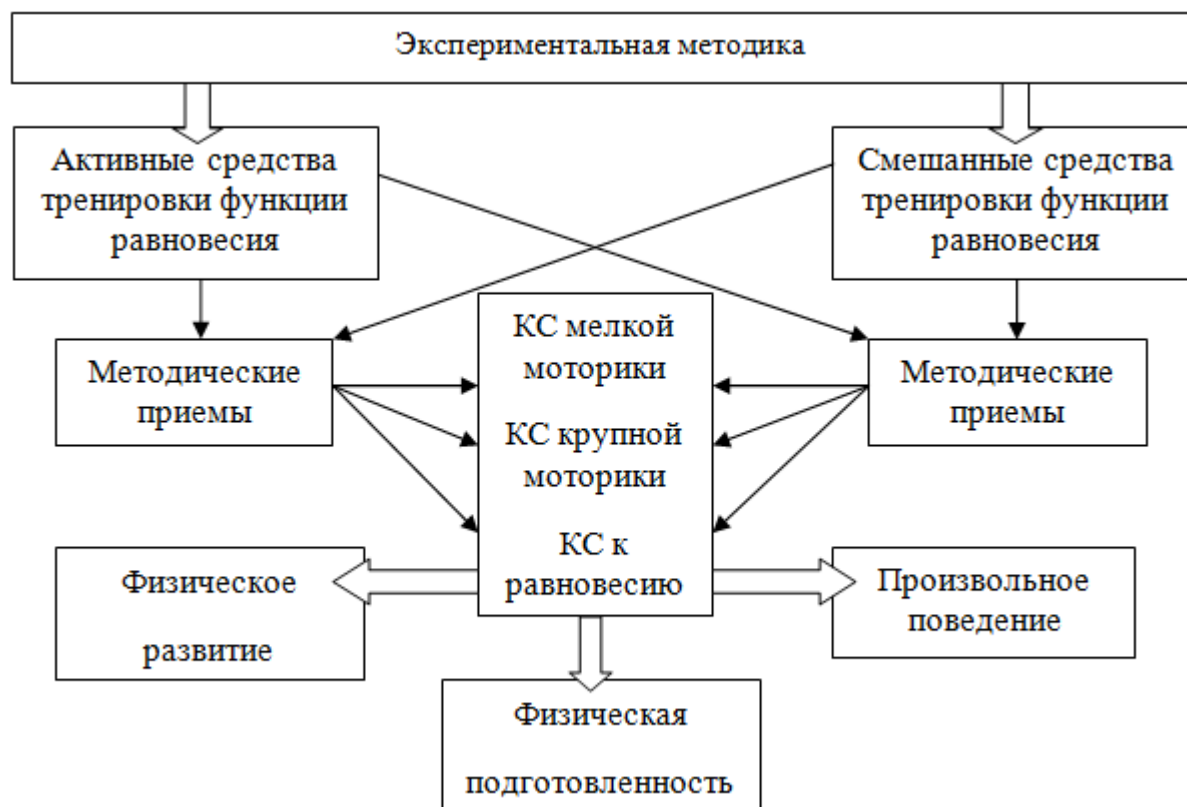 Экспериментальная методика
Активные средства
тренировки функции
равновесия
Смешанные средства
тренировки функции
равновесия
Методические
приемы
КС мелкой
моторики
КС крупной
моторики
КС к
равновесию
Методические
приемы
Физическое
развитие
Произвольное
поведение
Физическая
подготовленность